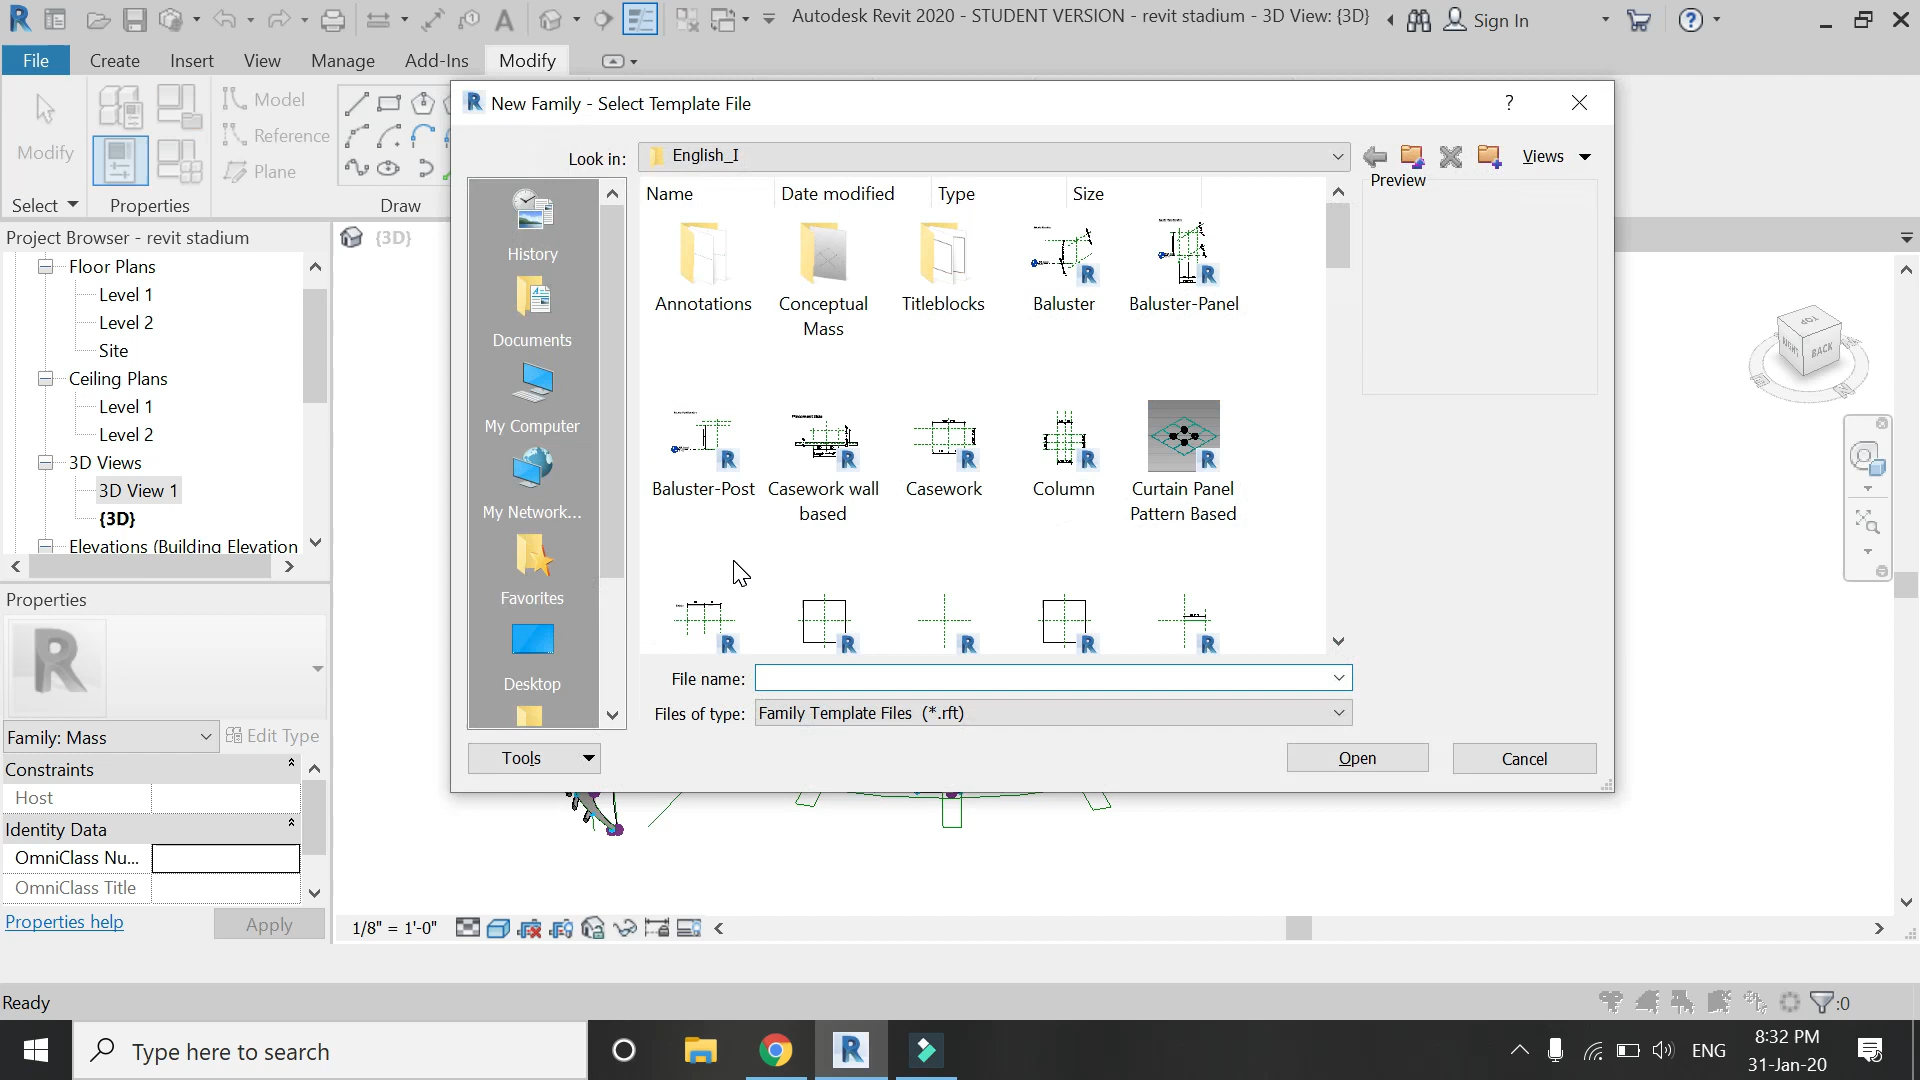 Autodesk Revit 2020 - STUDENT VERSION - revit stadium - 3D View: {3D}
Sign In
File
Create
Insert
View
Manage
Add-Ins
Modify
Modify
Select
Properties
Model
Reference
Plane
Draw
New Family - Select Template File
Look in:
English_I
Views
Preview
Name
Date modified
Type
Size
History
Documents
My Computer
My Network...
Favorites
Desktop
Annotations
Conceptual
Mass
Titleblocks
Baluster
Baluster-Panel
Baluster-Post
Casework wall
based
Casework
Column
Curtain Panel
Pattern Based
File name:
Files of type:
Family Template Files (*.rft)
Tools
Open
Cancel
Project Browser - revit stadium
{3D}
Floor Plans
Level 1
Level 2
Site
Ceiling Plans
Level 1
Level 2
3D Views
3D View 1
{3D}
Elevations (Building Elevation
Properties
Family: Mass
Edit Type
Constraints
Host
Identity Data
OmniClass Nu...
OmniClass Title
Properties help
Apply
TOP
RIGHT
BACK
1/8" = 1'-0"
Ready
:0
Type here to search
ENG
8:32 PM
31-Jan-20